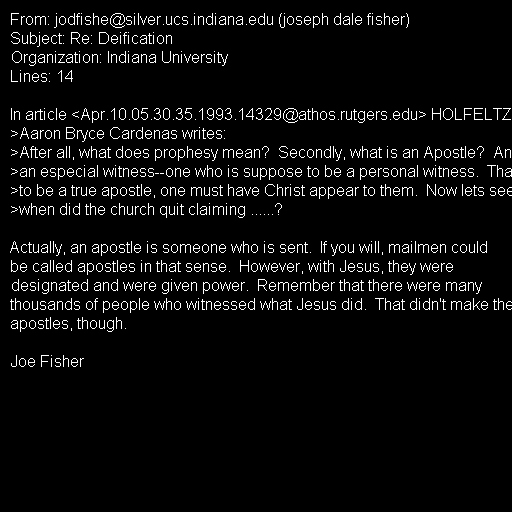 From: jodfishe@silver.ucs.indiana.edu (joseph dale fisher)
Subject: Re: Deification
Organization: Indiana University
Lines: 14

In article <Apr.10.05.30.35.1993.14329@athos.rutgers.edu> HOLFELTZ
>Aaron Bryce Cardenas writes:
>After all, what does prophesy mean?  Secondly, what is an Apostle?  An
>an especial witness--one who is suppose to be a personal witness.  Tha
>to be a true apostle, one must have Christ appear to them.  Now lets see
>when did the church quit claiming ......?

Actually, an apostle is someone who is sent.  If you will, mailmen could
be called apostles in that sense.  However, with Jesus, they were
designated and were given power.  Remember that there were many
thousands of people who witnessed what Jesus did.  That didn't make the
apostles, though.

Joe Fisher